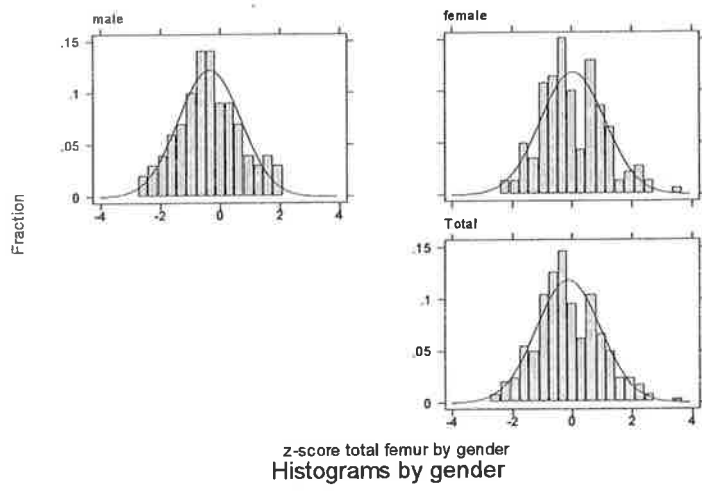 male
female
.15
.1
.05
0
-4 -2 0 2 4
-4 -2 0 2 4
Total
.15
.1
.05
0
-4 -2 0 2 4
Fraction
z-score total femur by gender
Histograms by gender